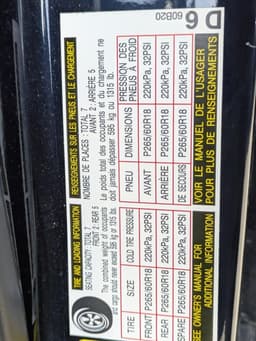 TIRE AND LOADING INFORMATION
SEATING CAPACITY: TOTAL 7
FRONT 2 : REAR 5
The combined weight of occupants
and cargo should never exceed 595 kg or 1315 lbs.
TIRE SIZE COLD TIRE PRESSURE
FRONT P265/60R18 220kPa, 32PSI
REAR P265/60R18 220kPa, 32PSI
SPARE P265/60R18 220kPa, 32PSI
SEE OWNER'S MANUAL FOR
ADDITIONAL INFORMATION
RENSEIGNEMENTS SUR LES PNEUS ET LE CHARGEMENT
NOMBRE DE PLACES : TOTAL 7
AVANT 2 : ARRIÈRE 5
Le poids total des occupants et du chargement ne
doit jamais dépasser 595 kg ou 1315 lb.
PNEU DIMENSIONS PRESSION DES
PNEUS À FROID
AVANT P265/60R18 220kPa, 32PSI
ARRIÈRE P265/60R18 220kPa, 32PSI
DE SECOURS P265/60R18 220kPa, 32PSI
VOIR LE MANUEL DE L'USAGER
POUR PLUS DE RENSEIGNEMENTS
D6
60B20